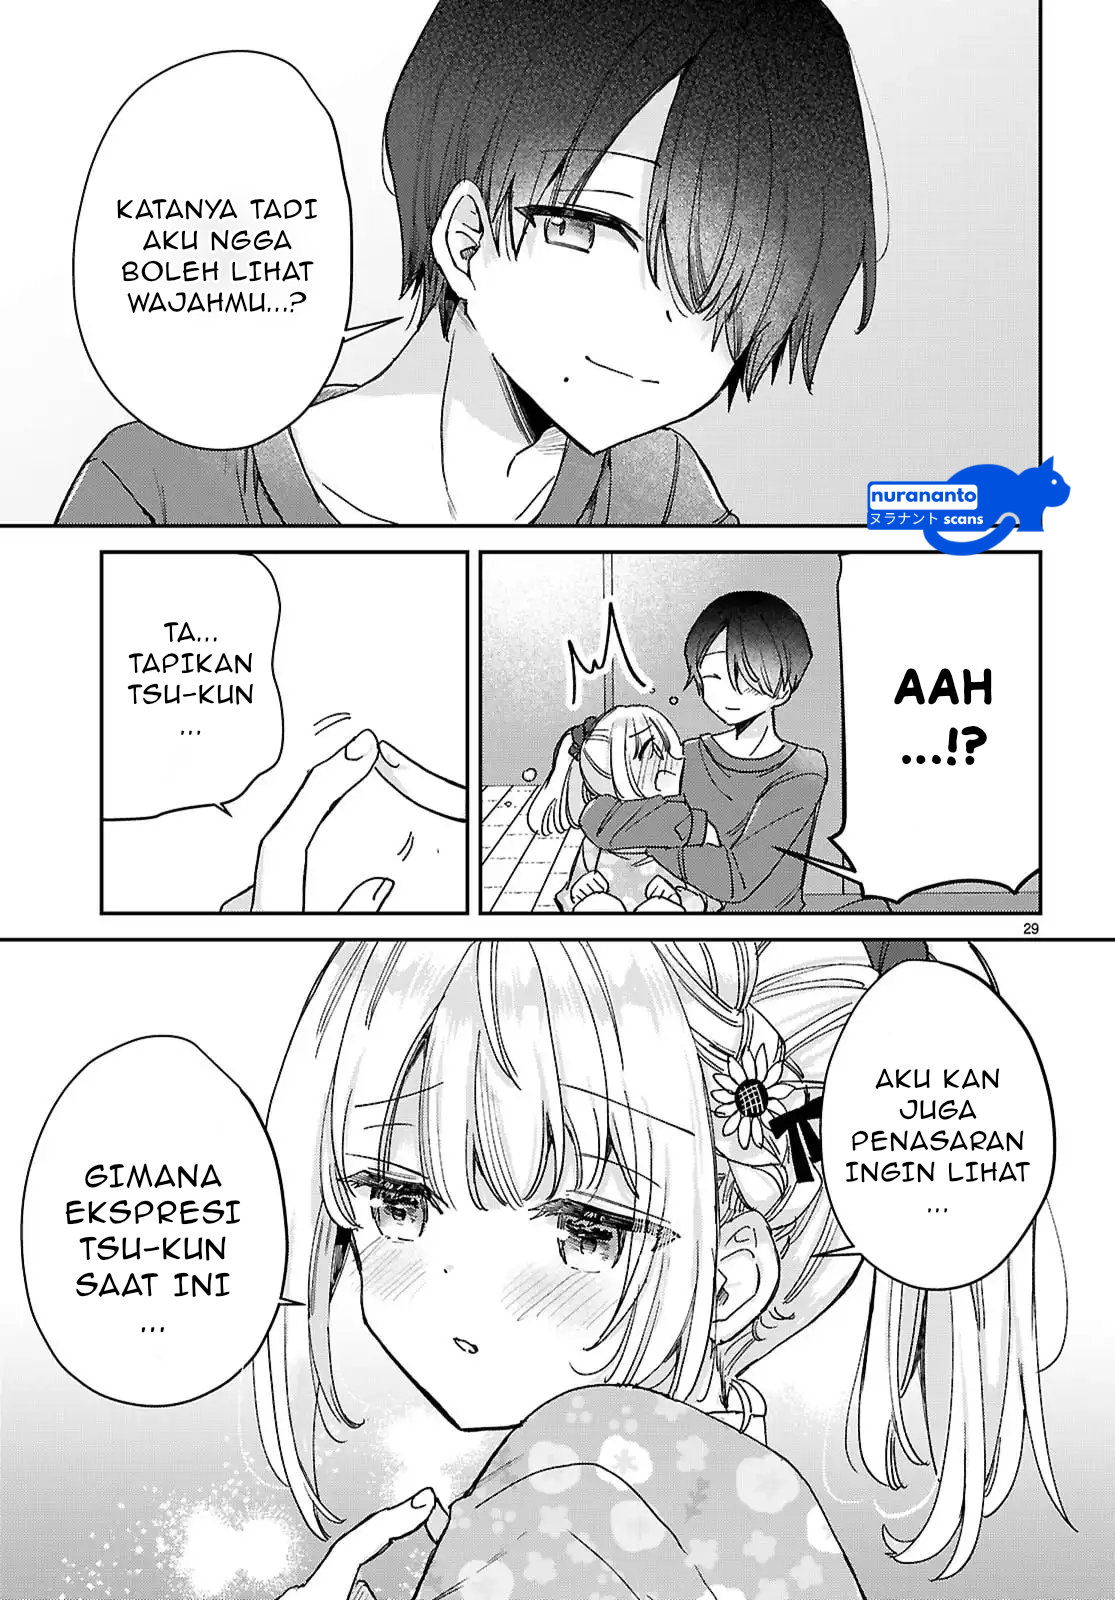 KATANYA TADI
AKU NGGA
BOLEH LIHAT
WAJAHMU...?
nurananto
ヌラナント scans
AAH
...!?
TA...
TAPIKAN
TSU-KUN
...
29
AKU KAN
JUGA
PENASARAN
INGIN LIHAT
...
GIMANA
EKSPRESI
TSU-KUN
SAAT INI
...